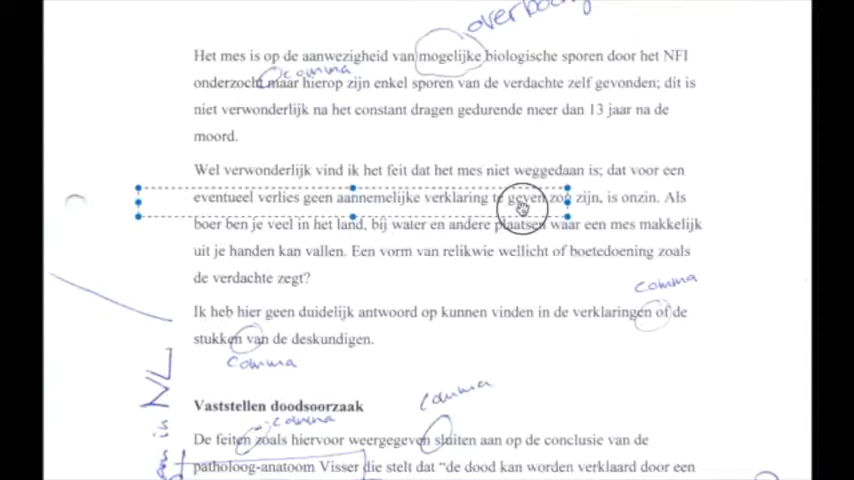 overboo
Het mes is op de aanwezigheid van mogelijke biologische sporen door het NFI
comma
onderzocht maar hierop zijn enkel sporen van de verdachte zelf gevonden; dit is
niet verwonderlijk na het constant dragen gedurende meer dan 13 jaar na de
moord.
Wel verwonderlijk vind ik het feit dat het mes niet weggedaan is; dat voor een
eventueel verlies geen aannemelijke verklaring te geven zou zijn, is onzin. Als
boer ben je veel in het land, bij water en andere plaatsen waar een mes makkelijk
uit je handen kan vallen. Een vorm van relikwie wellicht of boetedoening zoals
de verdachte zegt?
comma
Ik heb hier geen duidelijk antwoord op kunnen vinden in de verklaringen of de
stukken van de deskundigen.
comma
in NL
comma
Vaststellen doodsoorzaak
comma
De feiten zoals hiervoor weergegeven sluiten aan op de conclusie van de
patholoog-anatoom Visser die stelt dat “de dood kan worden verklaard door een